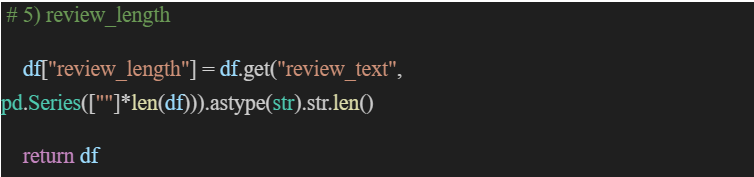 # 5) review_length
df["review_length"] = df.get("review_text",
pd.Series([""]*len(df))).astype(str).str.len()
return df